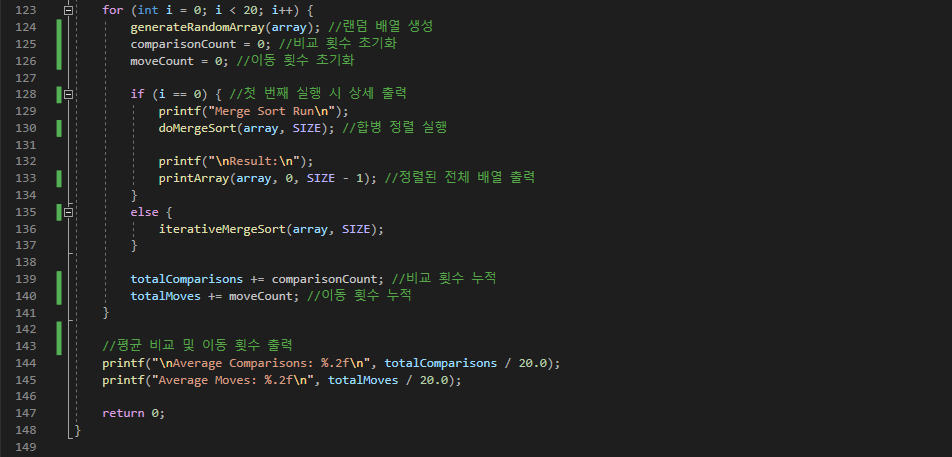 123 for (int i = 0; i < 20; i++) {
124 generateRandomArray(array); //랜덤 배열 생성
125 comparisonCount = 0; //비교 횟수 초기화
126 moveCount = 0; //이동 횟수 초기화
127
128 if (i == 0) { //첫 번째 실행 시 상세 출력
129 printf("Merge Sort Run\n");
130 doMergeSort(array, SIZE); //합병 정렬 실행
131
132 printf("\nResult:\n");
133 printArray(array, 0, SIZE - 1); //정렬된 전체 배열 출력
134 }
135 else {
136 iterativeMergeSort(array, SIZE);
137 }
138
139 totalComparisons += comparisonCount; //비교 횟수 누적
140 totalMoves += moveCount; //이동 횟수 누적
141 }
142
143 //평균 비교 및 이동 횟수 출력
144 printf("\nAverage Comparisons: %.2f\n", totalComparisons / 20.0);
145 printf("Average Moves: %.2f\n", totalMoves / 20.0);
146
147 return 0;
148 }
149